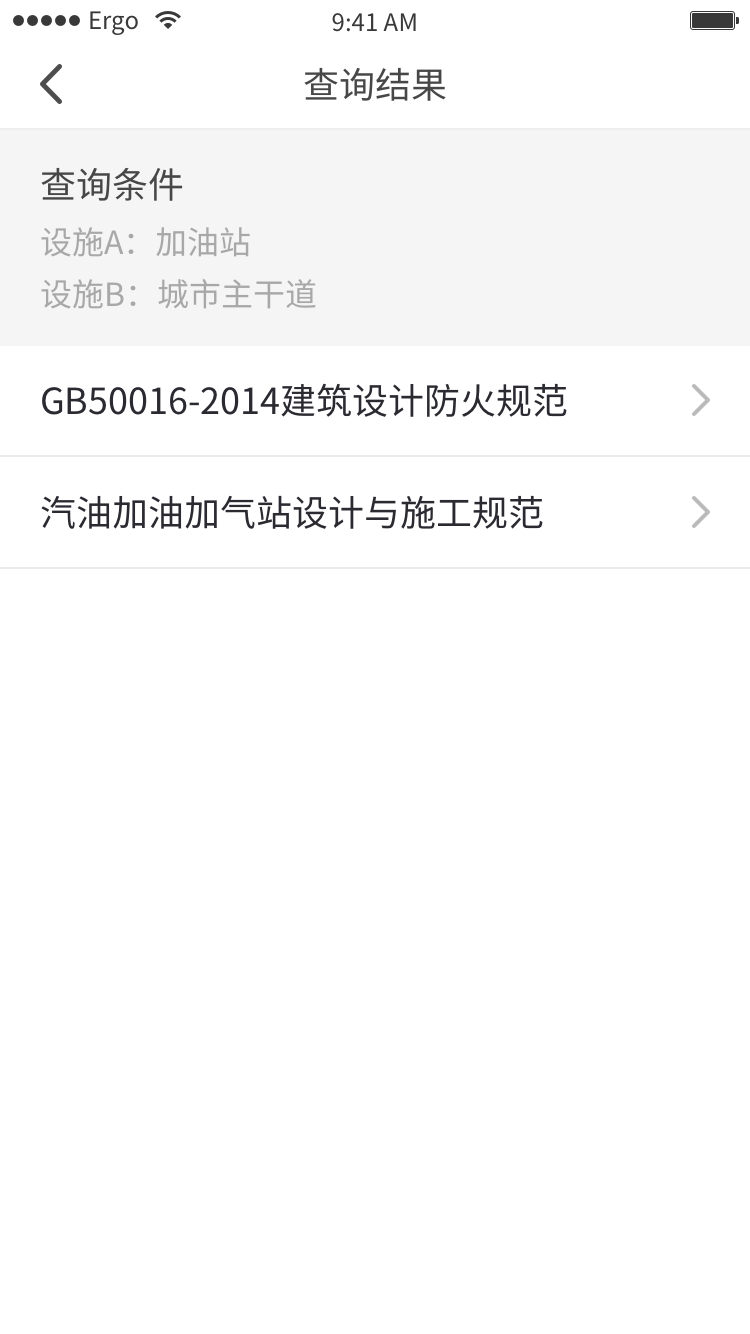 Ergo 9:41 AM
查询结果
查询条件
设施A：加油站
设施B：城市主干道
GB50016-2014建筑设计防火规范
汽油加油加气站设计与施工规范